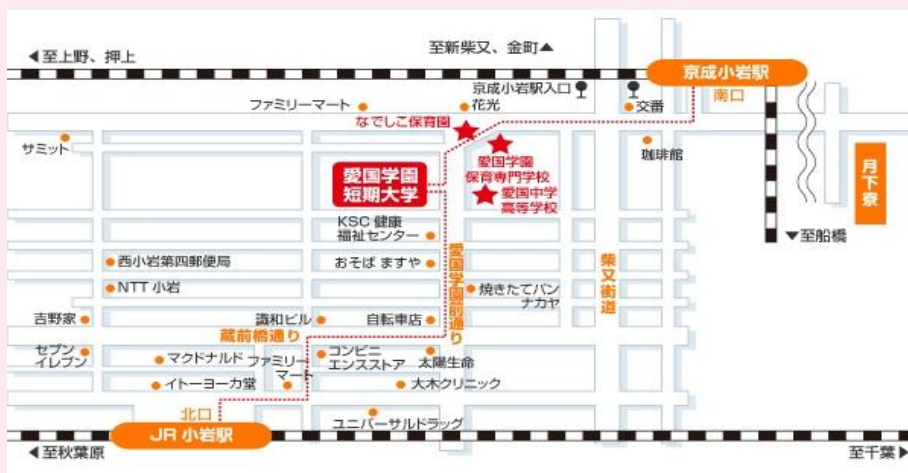 至新柴又、金町▲
◀至上野、押上
京成小岩駅
京成小岩駅入口
南口
ファミリーマート
花光
交番
なでしこ保育園
サミット
珈琲館
愛国学園
保育専門学校
愛国学園
短期大学
愛国中学
高等学校
月下寮
KSC 健康
福祉センター
▼至船橋
西小岩第四郵便局
おそば ますや
愛国学園前通り
柴又街道
NTT 小岩
焼きたてパン
ナカヤ
吉野家
識和ビル
自転車店
蔵前橋通り
セブン
イレブン
マクドナルド
ファミリー
マート
コンビニ
エンスストア
太陽生命
イトーヨーカ堂
大木クリニック
北口
ユニバーサルドラッグ
JR 小岩駅
◀至秋葉原
至千葉▶